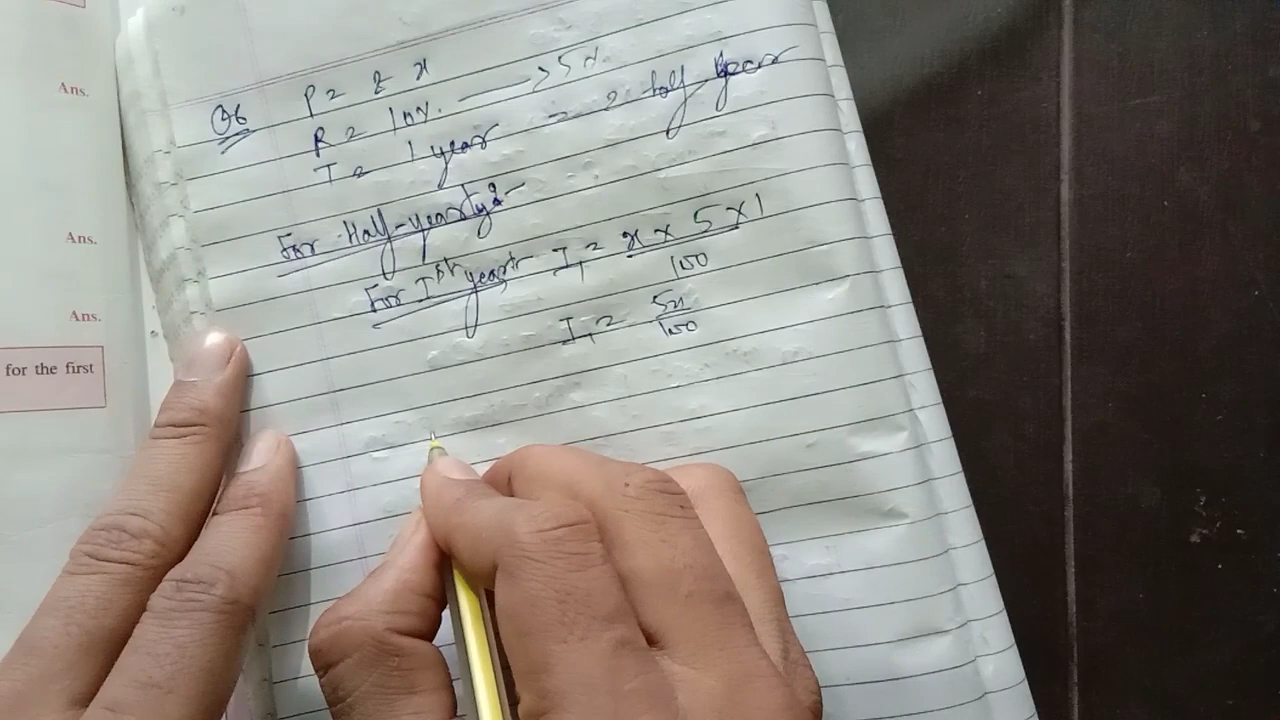 Ans.
Ans.
Ans.
for the first
Q6 P = ₹ x
R = 10%. → 5%.
T = 1 year = 2 half year
For Half-yearly:-
For Ist year:- I₁ = x × 5 × 1 / 100
I₁ = 5x / 100